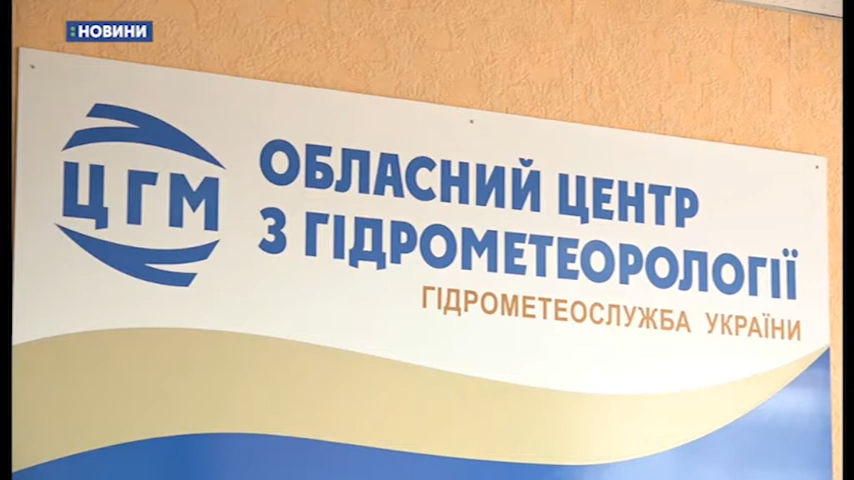 :НОВИНИ
ЦГМ
ОБЛАСНИЙ ЦЕНТР
З ГІДРОМЕТЕОРОЛОГІЇ
ГІДРОМЕТЕОСЛУЖБА УКРАЇНИ